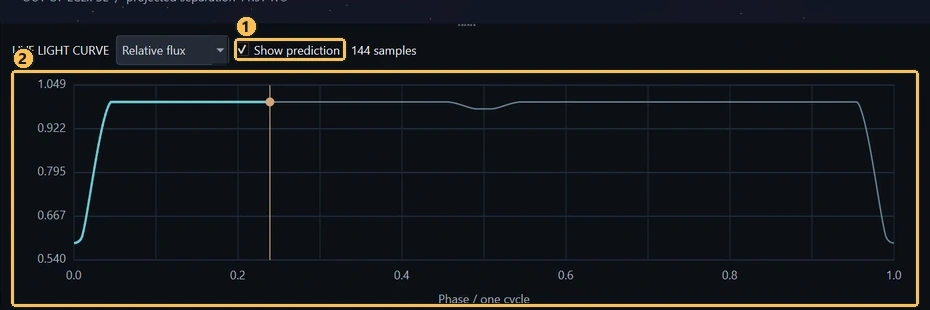 1
LIVE LIGHT CURVE Relative flux ✓ Show prediction 144 samples
2
1.049
0.922
0.795
0.667
0.540
0.0 0.2 0.4 0.6 0.8 1.0
Phase / one cycle